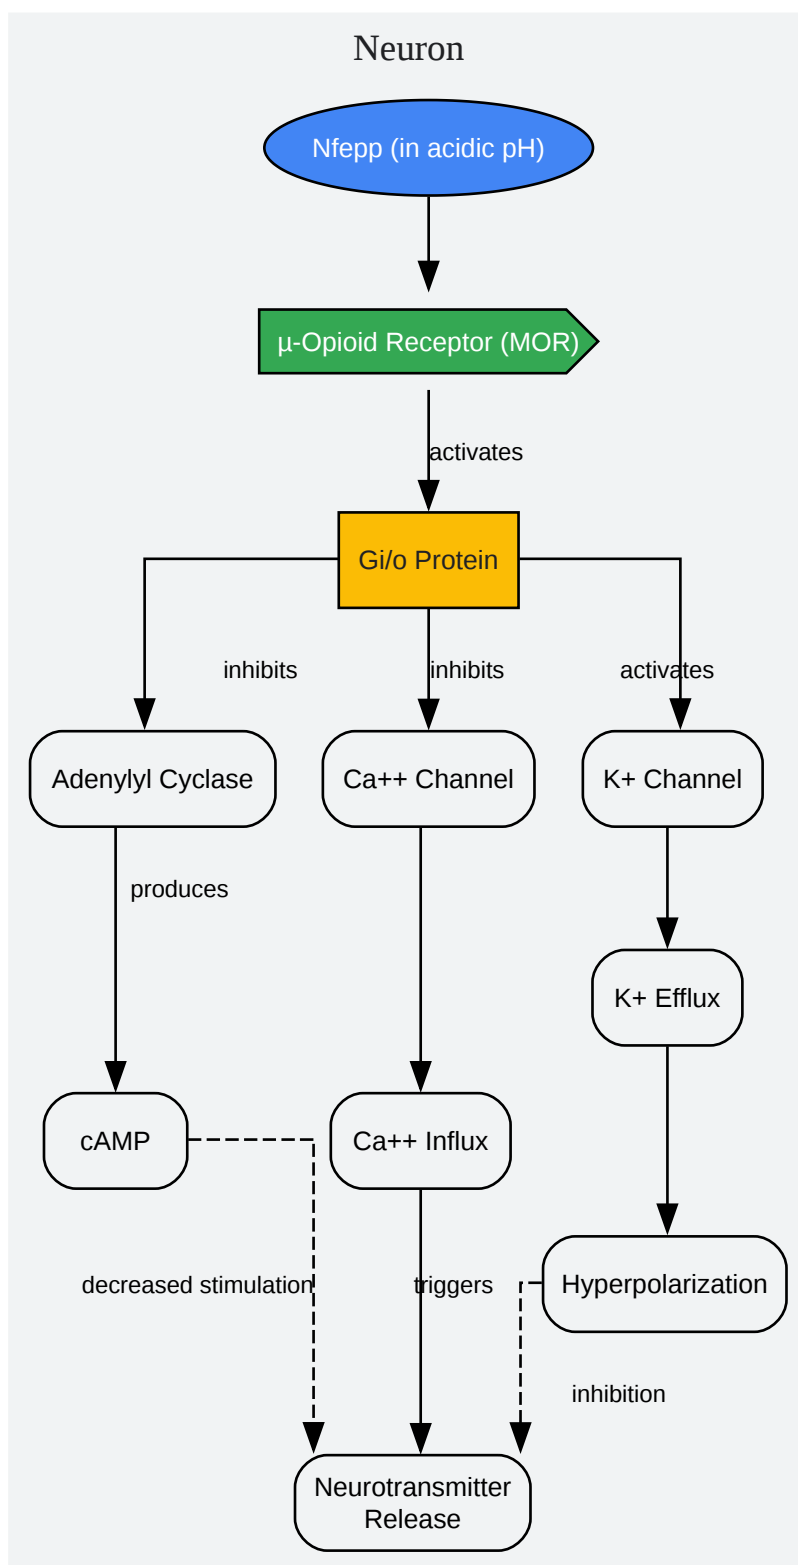 Neuron
Nfepp (in acidic pH)
µ-Opioid Receptor (MOR)
activates
Gi/o Protein
inhibits
inhibits
activates
Adenylyl Cyclase
Ca++ Channel
K+ Channel
produces
K+ Efflux
cAMP
Ca++ Influx
decreased stimulation
triggers
Hyperpolarization
inhibition
Neurotransmitter
Release